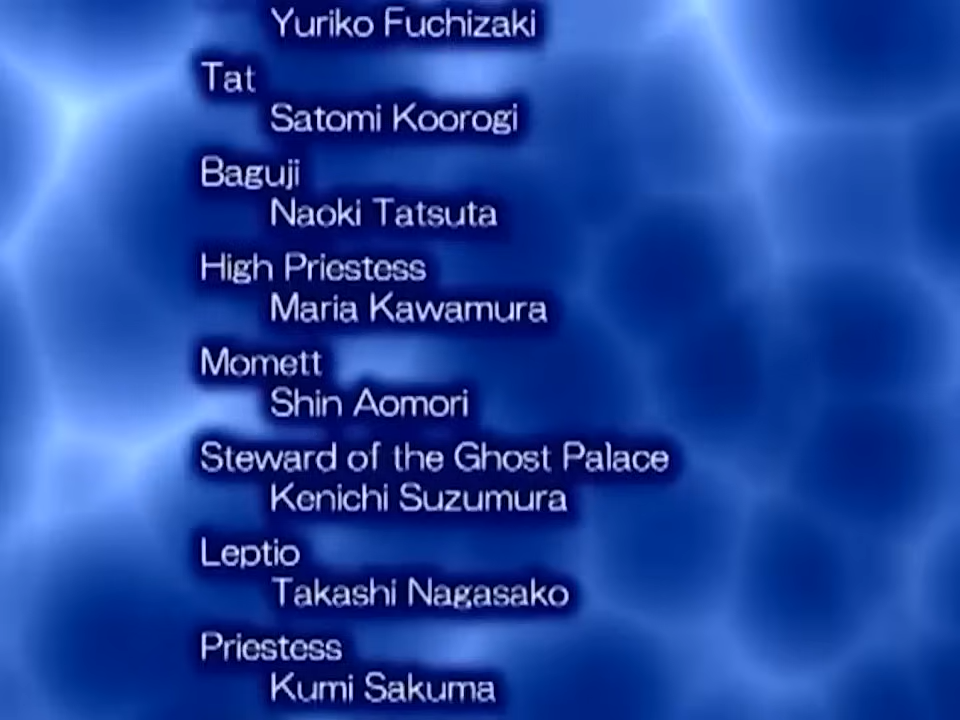 Yuriko Fuchizaki
Tat
Satomi Koorogi
Baguji
Naoki Tatsuta
High Priestess
Maria Kawamura
Momett
Shin Aomori
Steward of the Ghost Palace
Kenichi Suzumura
Leptio
Takashi Nagasako
Priestess
Kumi Sakuma